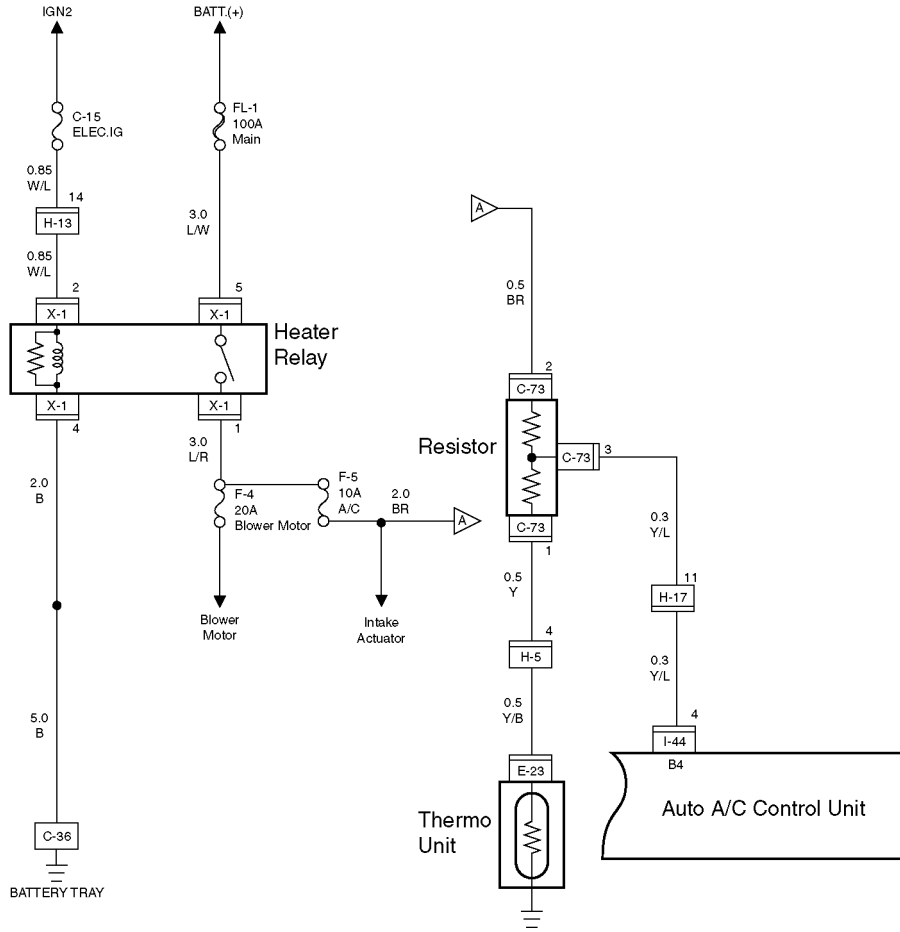 IGN2
BATT.(+)
C-15
ELEC.IG
FL-1
100A
Main
0.85
W/L
14
H-13
0.85
W/L
3.0
L/W
2
X-1
5
X-1
Heater
Relay
X-1
4
X-1
1
2.0
B
3.0
L/R
F-4
20A
Blower Motor
F-5
10A
A/C
2.0
BR
A
Blower
Motor
Intake
Actuator
5.0
B
C-36
BATTERY TRAY
A
0.5
BR
2
C-73
Resistor
C-73
3
C-73
1
0.3
Y/L
0.5
Y
11
H-17
4
H-5
0.3
Y/L
0.5
Y/B
4
I-44
B4
E-23
Auto A/C Control Unit
Thermo
Unit